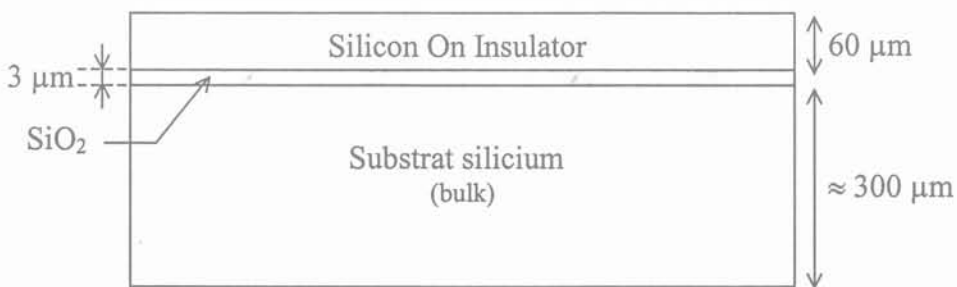 Silicon On Insulator
60 μm
3 μm
SiO₂
Substrat silicium
(bulk)
≈ 300 μm